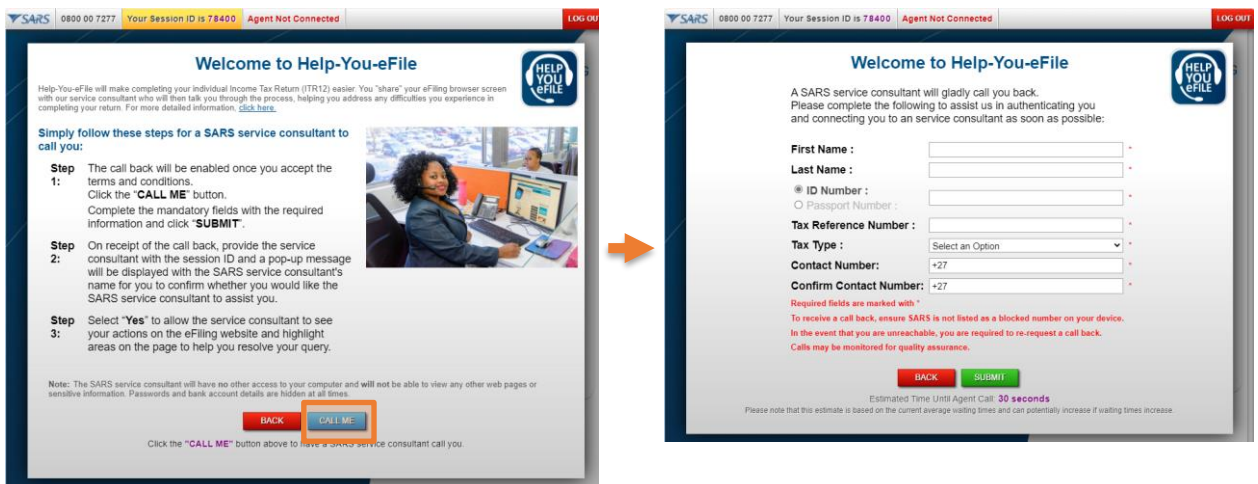 SARS 0800 00 7277 Your Session ID is 78400 Agent Not Connected LOG OU
Welcome to Help-You-eFile
HELP
YOU
eFILE
Help-You-eFile will make completing your individual Income Tax Return (ITR12) easier. You "share" your eFiling browser screen
with our service consultant who will then talk you through the process, helping you address any difficulties you experience in
completing your return. For more detailed information, click here.
Simply follow these steps for a SARS service consultant to
call you:
Step 1: The call back will be enabled once you accept the
terms and conditions.
Click the "CALL ME" button.
Complete the mandatory fields with the required
information and click "SUBMIT".
Step 2: On receipt of the call back, provide the service
consultant with the session ID and a pop-up message
will be displayed with the SARS service consultant's
name for you to confirm whether you would like the
SARS service consultant to assist you.
Step 3: Select "Yes" to allow the service consultant to see
your actions on the eFiling website and highlight
areas on the page to help you resolve your query.
Note: The SARS service consultant will have no other access to your computer and will not be able to view any other web pages or
sensitive information. Passwords and bank account details are hidden at all times.
BACK CALL ME
Click the "CALL ME" button above to have a SARS service consultant call you.
SARS 0800 00 7277 Your Session ID is 78400 Agent Not Connected LOG OUT
Welcome to Help-You-eFile
HELP
YOU
eFILE
A SARS service consultant will gladly call you back.
Please complete the following to assist us in authenticating you
and connecting you to an service consultant as soon as possible:
First Name : *
Last Name : *
ID Number : *
Passport Number :
Tax Reference Number : *
Tax Type : Select an Option *
Contact Number: +27 *
Confirm Contact Number: +27 *
Required fields are marked with *
To receive a call back, ensure SARS is not listed as a blocked number on your device.
In the event that you are unreachable, you are required to re-request a call back.
Calls may be monitored for quality assurance.
BACK SUBMIT
Estimated Time Until Agent Call: 30 seconds
Please note that this estimate is based on the current average waiting times and can potentially increase if waiting times increase.